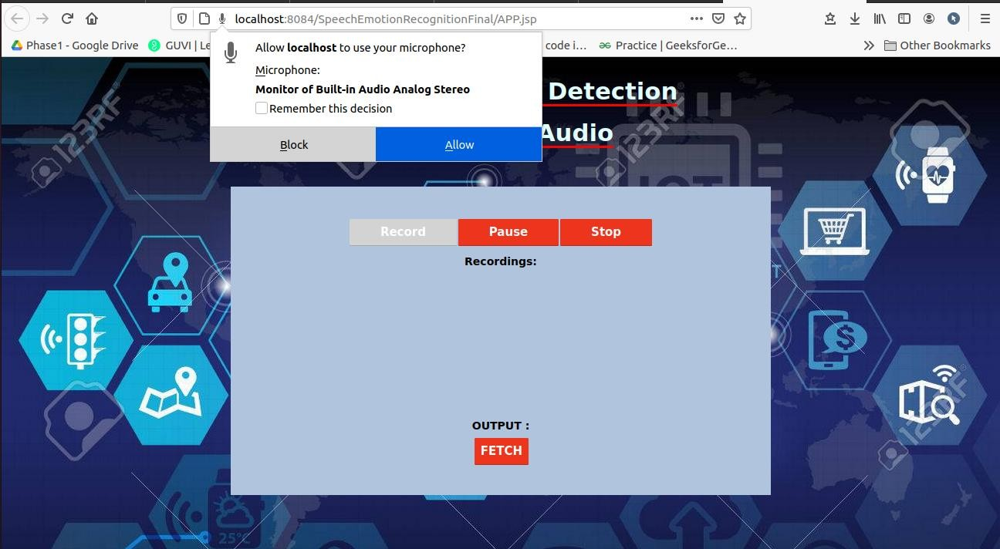 localhost:8084/SpeechEmotionRecognitionFinal/APP.jsp
Phase1 - Google Drive
GUVI | Le
code i…
Practice | GeeksforGe…
Other Bookmarks
Allow localhost to use your microphone?
Microphone:
Monitor of Built-in Audio Analog Stereo
Remember this decision
Block
Allow
Detection
Audio
Record
Pause
Stop
Recordings:
OUTPUT :
FETCH
IOT
T
25°C
123RF
123RF
123RF